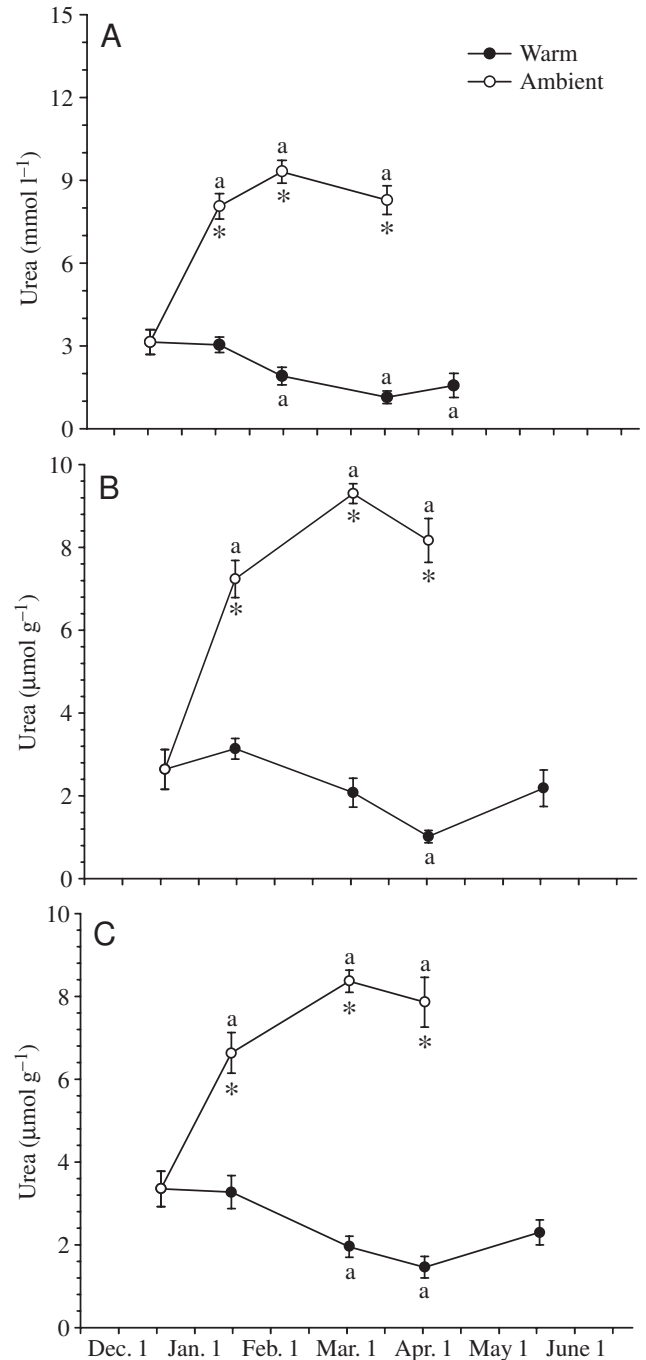 A
Warm
Ambient
15
12
9
6
3
0
Urea (mmol l⁻¹)
a
a
a
*
*
*
a
a
a
B
10
8
6
4
2
0
Urea (µmol g⁻¹)
a
a
a
*
*
*
a
C
10
8
6
4
2
0
Urea (µmol g⁻¹)
a
a
a
*
*
*
a
a
Dec. 1 Jan. 1 Feb. 1 Mar. 1 Apr. 1 May 1 June 1